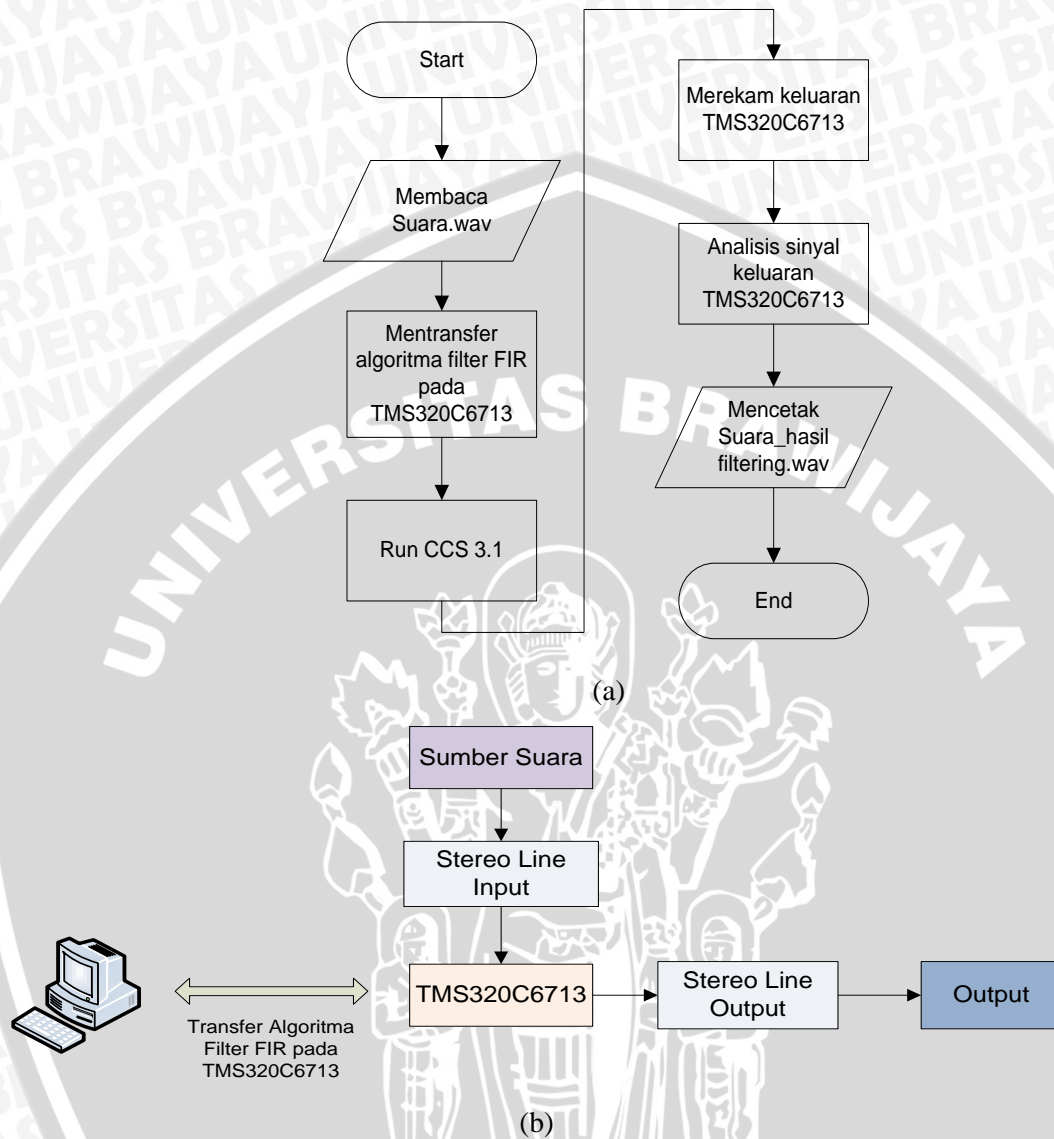 Start
Membaca
Suara.wav
Mentransfer
algoritma filter FIR
pada
TMS320C6713
Run CCS 3.1
Merekam keluaran
TMS320C6713
Analisis sinyal
keluaran
TMS320C6713
Mencetak
Suara_hasil
filtering.wav
End
(a)
UNIVERSITAS BRAWIJAYA
Sumber Suara
Stereo Line
Input
TMS320C6713
Stereo Line
Output
Output
Transfer Algoritma
Filter FIR pada
TMS320C6713
(b)